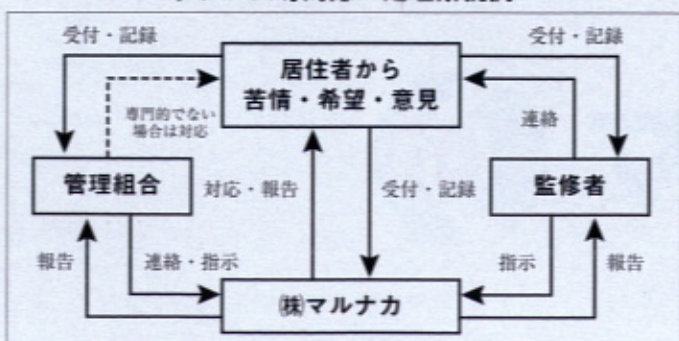 受付・記録
受付・記録
居住者から
苦情・希望・意見
専門的でない
場合は対応
連絡
管理組合
対応・報告
受付・記録
監修者
報告
連絡・指示
指示
報告
㈱マルナカ